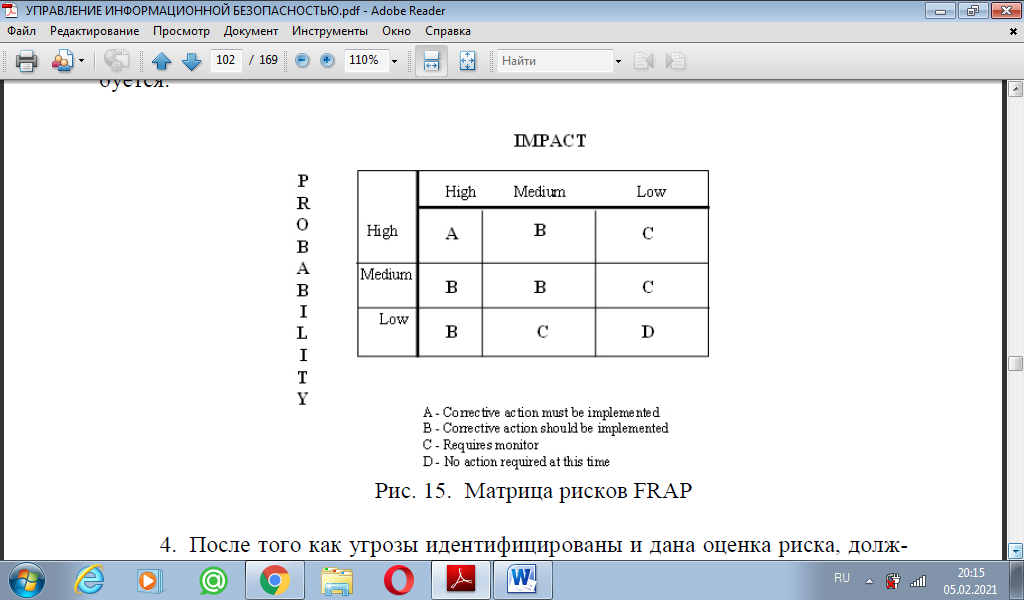 УПРАВЛЕНИЕ ИНФОРМАЦИОННОЙ БЕЗОПАСНОСТЬЮ.pdf - Adobe Reader
Файл Редактирование Просмотр Документ Инструменты Окно Справка
102 / 169 110% Найти
буется.
IMPACT
PROBABILITY
High Medium Low
High A B C
Medium B B C
Low B C D
A - Corrective action must be implemented
B - Corrective action should be implemented
C - Requires monitor
D - No action required at this time
Рис. 15. Матрица рисков FRAP
4. После того как угрозы идентифицированы и дана оценка риска, долж-
RU 20:15
05.02.2021